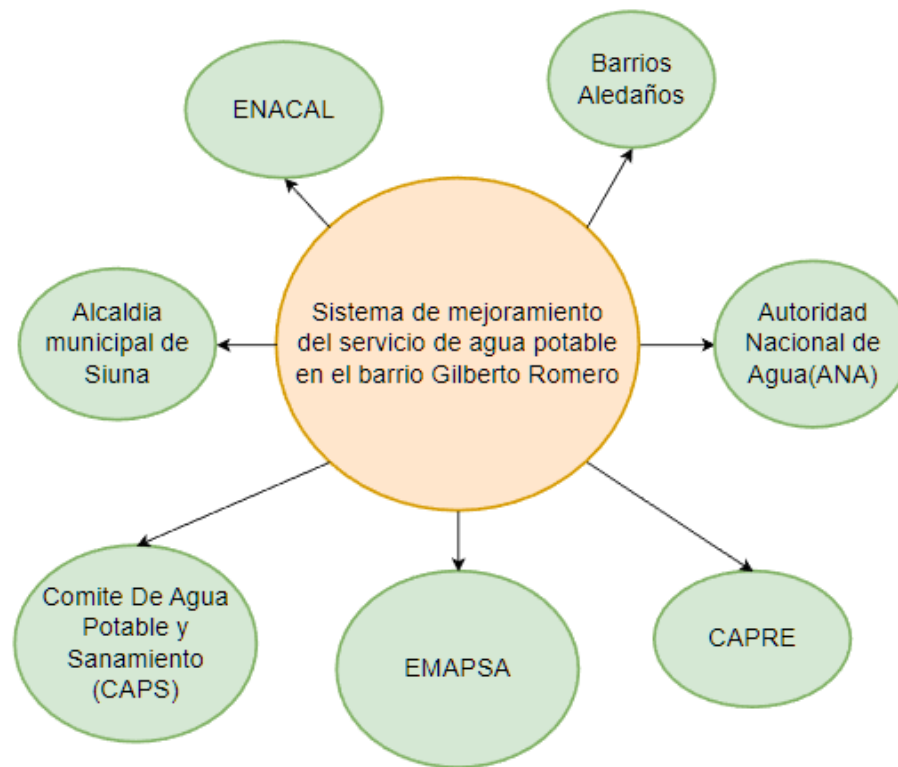 ENACAL
Barrios
Aledaños
Sistema de mejoramiento
del servicio de agua potable
en el barrio Gilberto Romero
Alcaldia
municipal de
Siuna
Autoridad
Nacional de
Agua(ANA)
Comite De Agua
Potable y
Sanamiento
(CAPS)
EMAPSA
CAPRE